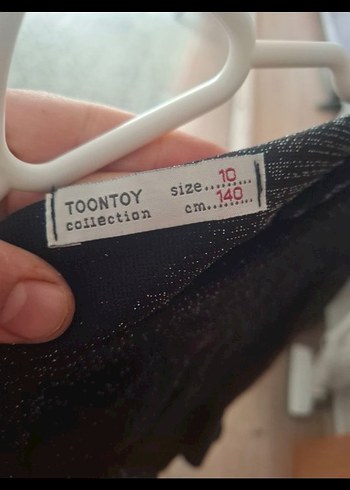 TOONTOY
collection
size..........10
cm..........140